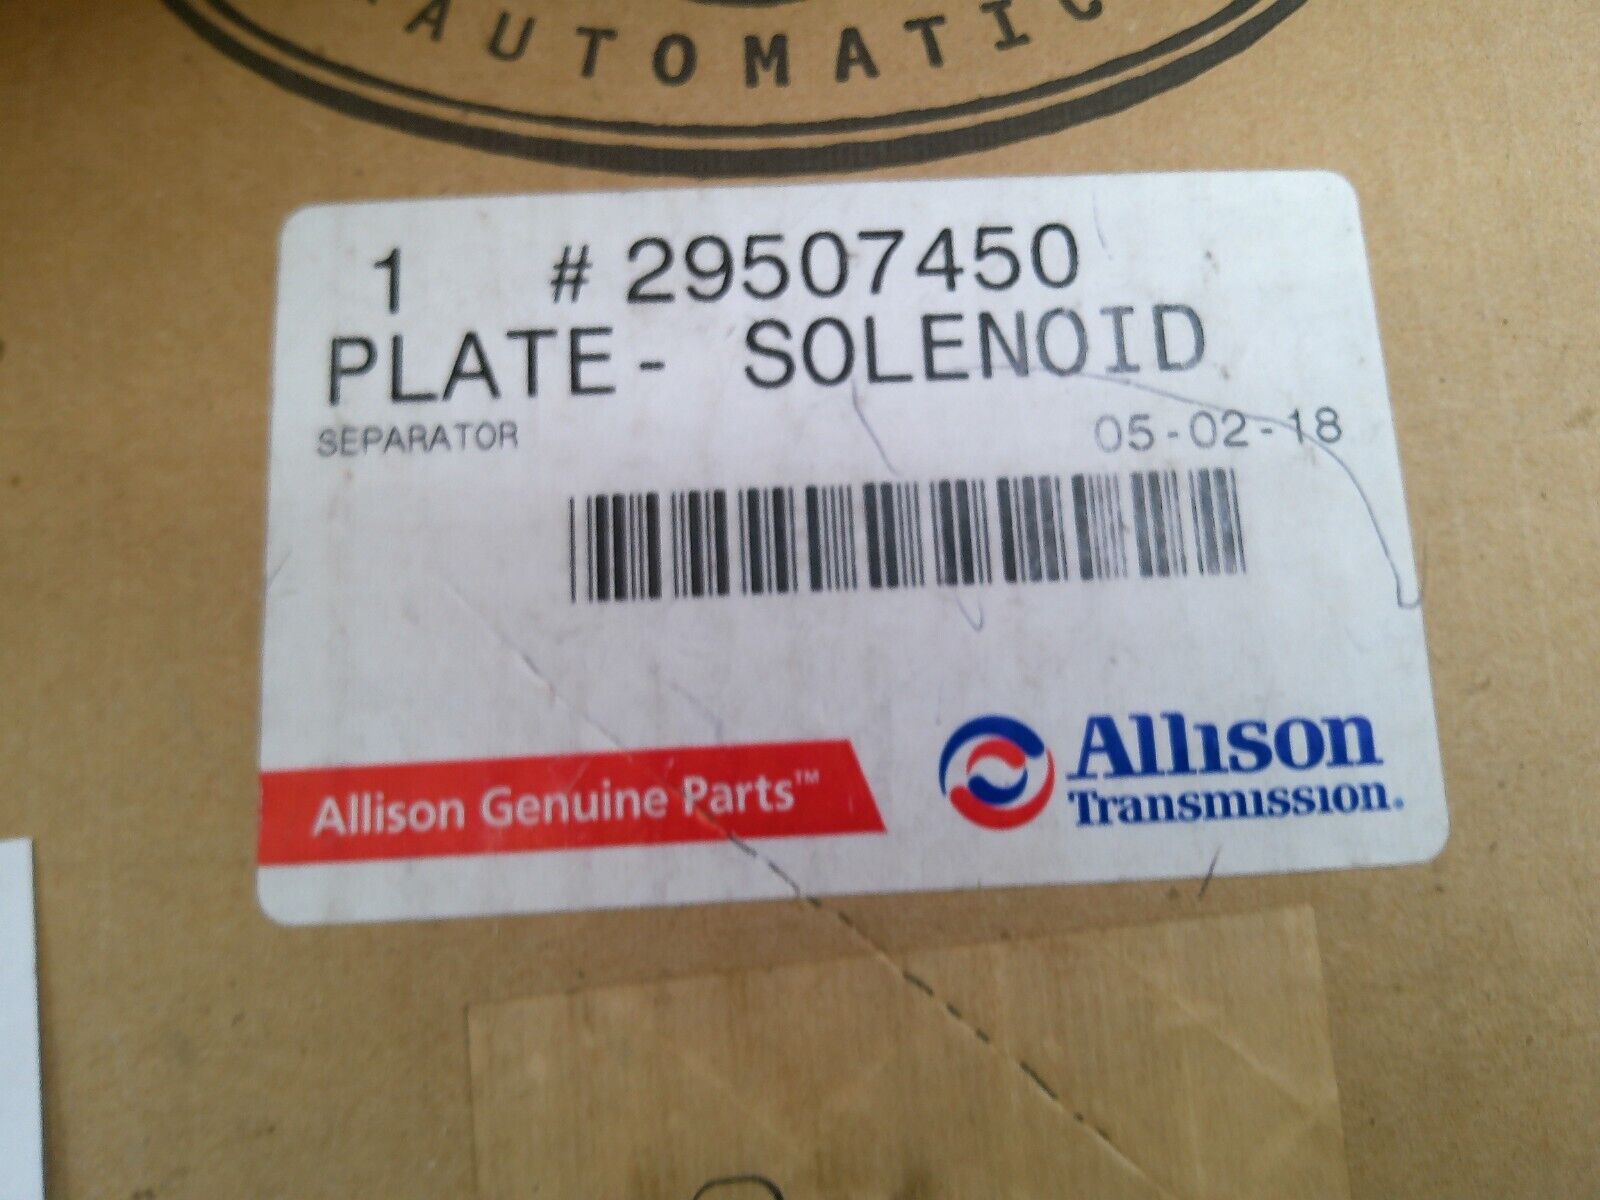 AUTOMATIC
1 # 29507450
PLATE- SOLENOID
SEPARATOR
05-02-18
Allison Genuine Parts™
Allison
Transmission.